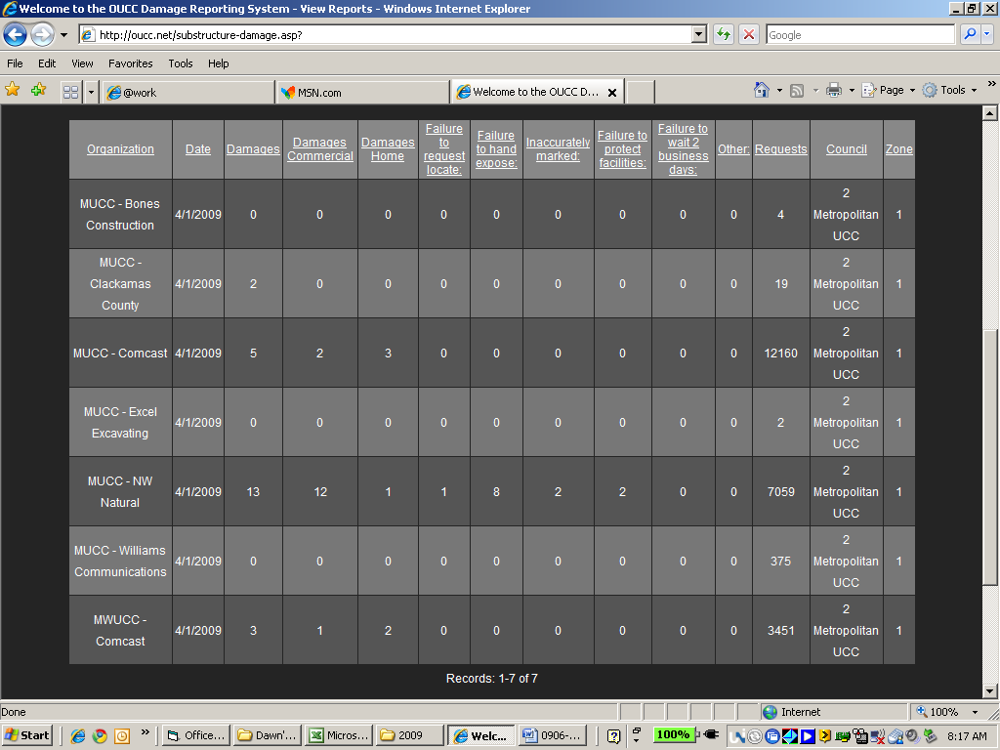 Welcome to the OUCC Damage Reporting System - View Reports - Windows Internet Explorer
http://oucc.net/substructure-damage.asp?
Google
File Edit View Favorites Tools Help
@work
MSN.com
Welcome to the OUCC D...
Page
Tools
Organization Date Damages Damages Commercial Damages Home Failure to request locate: Failure to hand expose: Inaccurately marked: Failure to protect facilities: Failure to wait 2 business days: Other: Requests Council Zone
MUCC - Bones Construction 4/1/2009 0 0 0 0 0 0 0 0 0 4 2 Metropolitan UCC 1
MUCC - Clackamas County 4/1/2009 2 0 0 0 0 0 0 0 0 19 2 Metropolitan UCC 1
MUCC - Comcast 4/1/2009 5 2 3 0 0 0 0 0 0 12160 2 Metropolitan UCC 1
MUCC - Excel Excavating 4/1/2009 0 0 0 0 0 0 0 0 0 2 2 Metropolitan UCC 1
MUCC - NW Natural 4/1/2009 13 12 1 1 8 2 2 0 0 7059 2 Metropolitan UCC 1
MUCC - Williams Communications 4/1/2009 0 0 0 0 0 0 0 0 0 375 2 Metropolitan UCC 1
MWUCC - Comcast 4/1/2009 3 1 2 0 0 0 0 0 0 3451 2 Metropolitan UCC 1
Records: 1-7 of 7
Done
Internet
100%
Start
Office...
Dawn'...
Micros...
2009
Welc...
0906-...
100%
8:17 AM